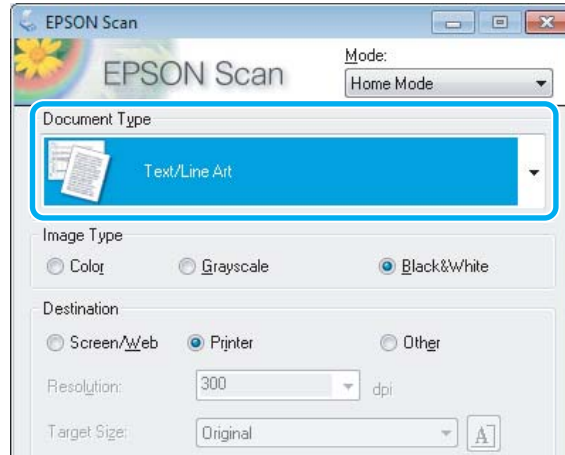 EPSON Scan
EPSON Scan
Mode:
Home Mode
Document Type
Text/Line Art
Image Type
Color Grayscale Black&White
Destination
Screen/Web Printer Other
Resolution: 300 dpi
Target Size: Original A